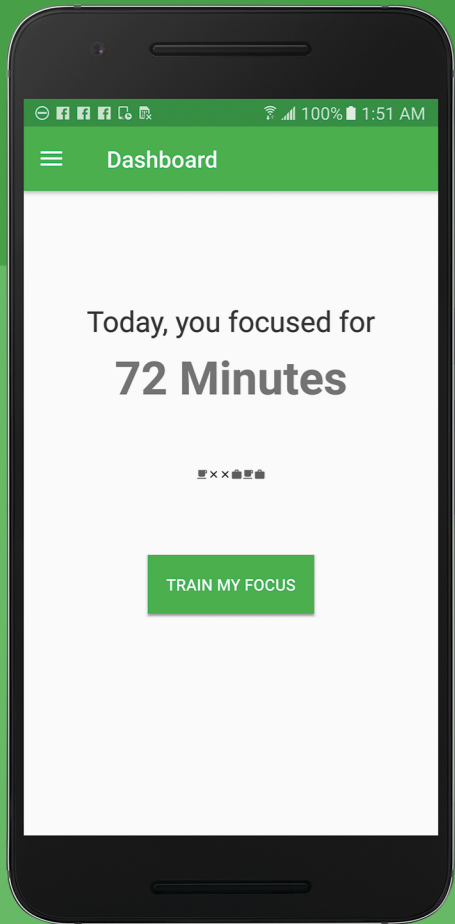 100% 1:51 AM
Dashboard
Today, you focused for
72 Minutes
TRAIN MY FOCUS